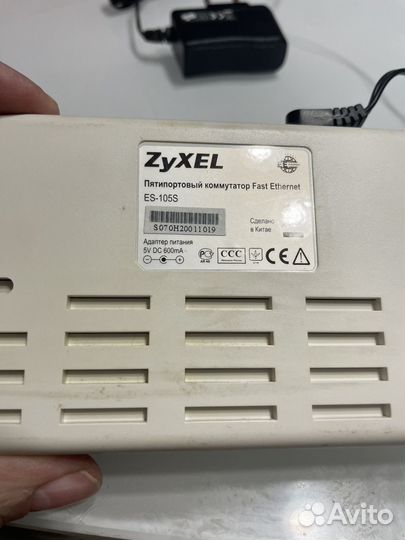 ZyXEL
Пятипортовый коммутатор Fast Ethernet
ES-105S
S070H20011019
Сделано
в Китае
Адаптер питания
5V DC 600mA
CCC
CE
Avito